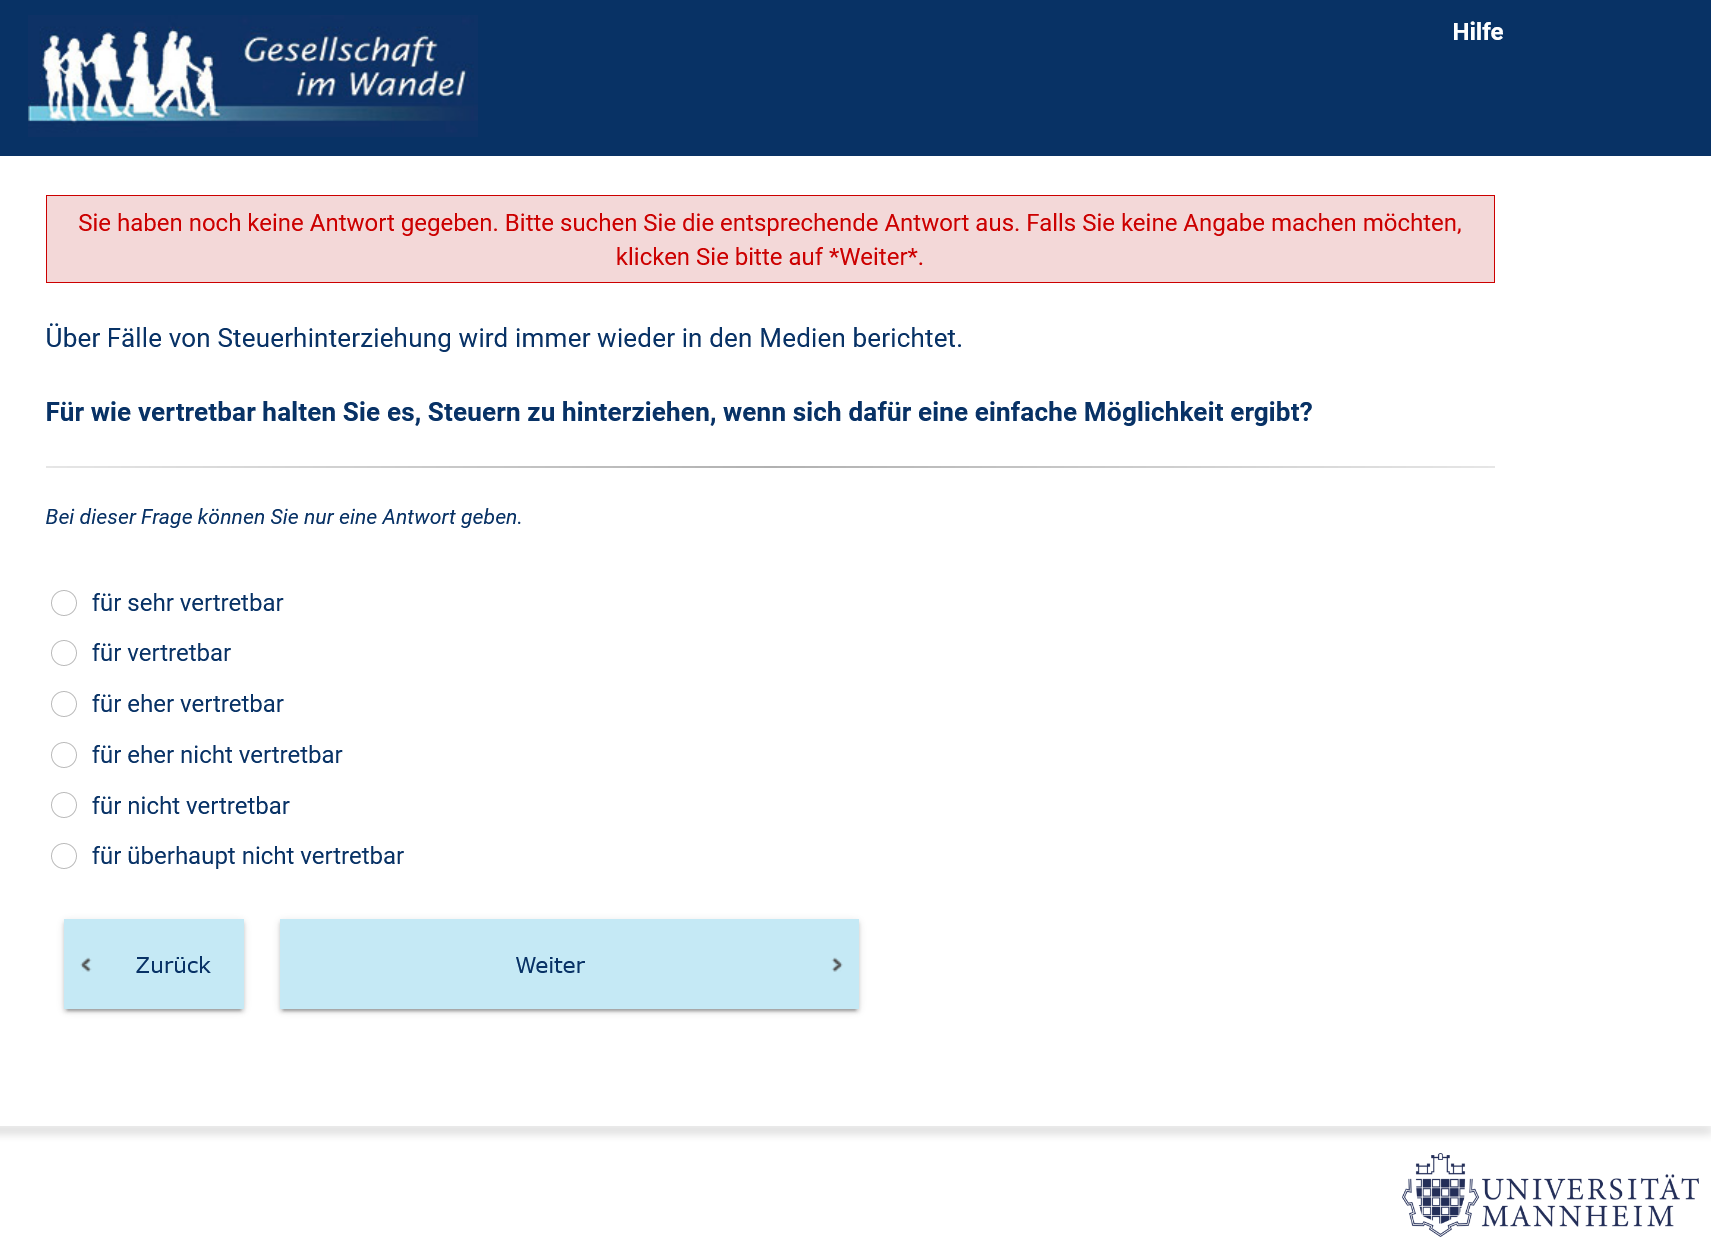 Gesellschaft
im Wandel
Hilfe
Sie haben noch keine Antwort gegeben. Bitte suchen Sie die entsprechende Antwort aus. Falls Sie keine Angabe machen möchten,
klicken Sie bitte auf *Weiter*.
Über Fälle von Steuerhinterziehung wird immer wieder in den Medien berichtet.
Für wie vertretbar halten Sie es, Steuern zu hinterziehen, wenn sich dafür eine einfache Möglichkeit ergibt?
Bei dieser Frage können Sie nur eine Antwort geben.
für sehr vertretbar
für vertretbar
für eher vertretbar
für eher nicht vertretbar
für nicht vertretbar
für überhaupt nicht vertretbar
Zurück
Weiter
UNIVERSITÄT
MANNHEIM